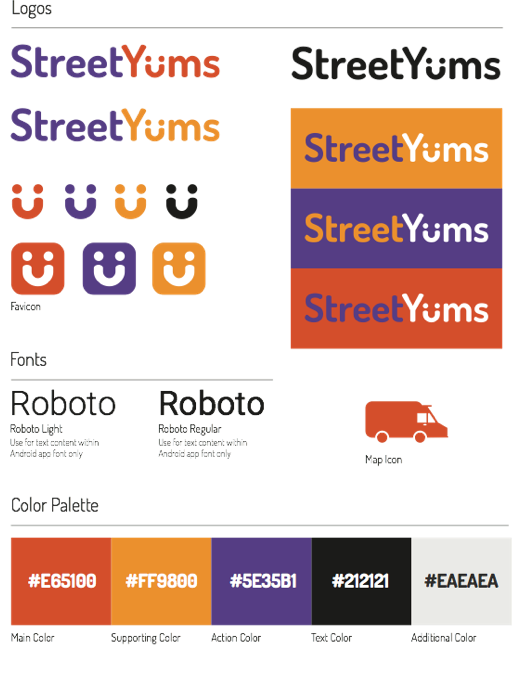 Logos
StreetYums
StreetYums
StreetYums
StreetYums
StreetYums
StreetYums
Favicon
Fonts
Roboto
Roboto Light
Use for text content within
Android app font only
Roboto
Roboto Regular
Use for text content within
Android app font only
Map Icon
Color Palette
#E65100
#FF9800
#5E35B1
#212121
#EAEAEA
Main Color
Supporting Color
Action Color
Text Color
Additional Color